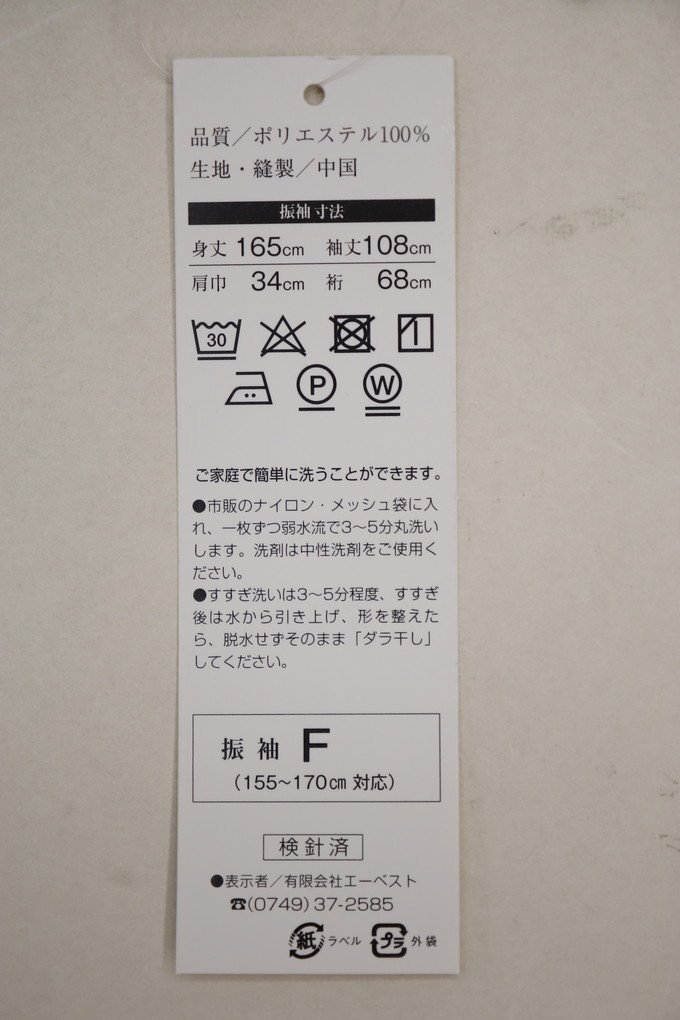 品質／ポリエステル100%
生地・縫製／中国
振袖寸法
身丈 165cm 袖丈108cm
肩巾 34cm 裄 68cm
30
P W
ご家庭で簡単に洗うことができます。
●市販のナイロン・メッシュ袋に入
れ、一枚ずつ弱水流で3～5分丸洗い
します。洗剤は中性洗剤をご使用く
ださい。
●すすぎ洗いは3～5分程度、すすぎ
後は水から引き上げ、形を整えた
ら、脱水せずそのまま「ダラ干し」
してください。
振袖 F
（155～170㎝ 対応）
検針済
●表示者／有限会社エーベスト
☎(0749)37-2585
紙 ラベル プラ 外袋